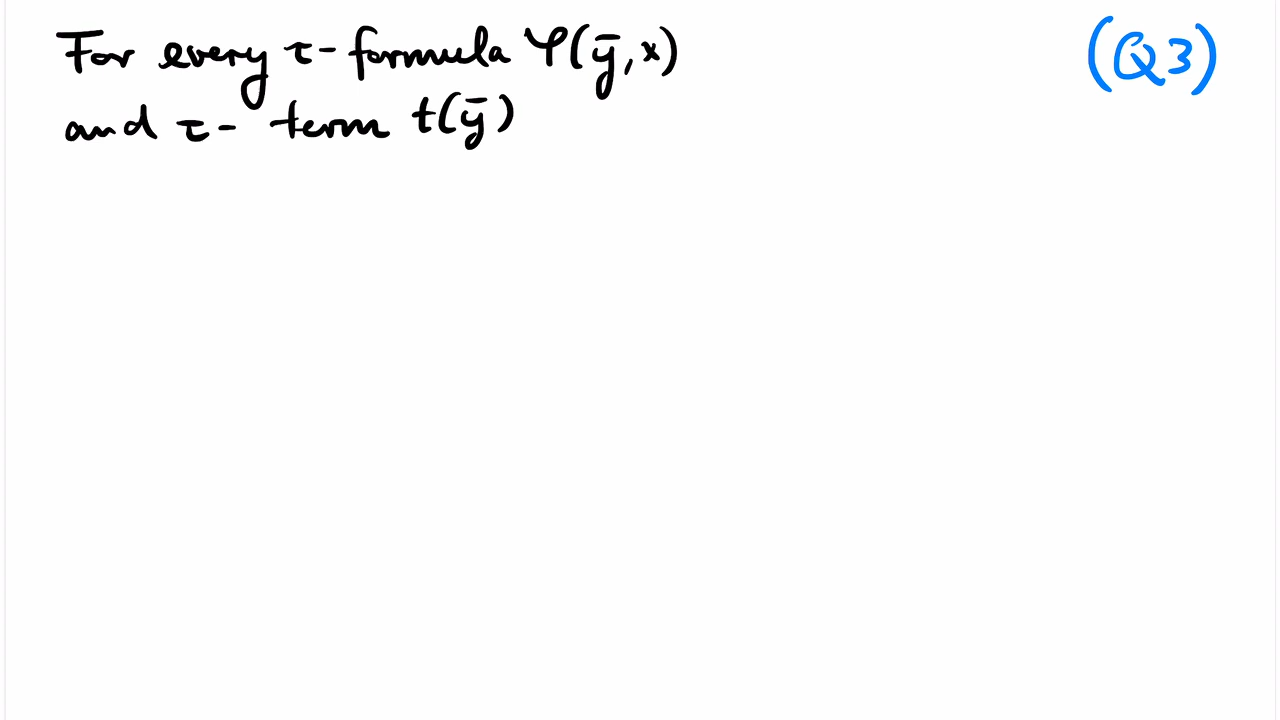 For every τ-formula φ(ȳ,x) (Q3)
and τ- term t(ȳ)